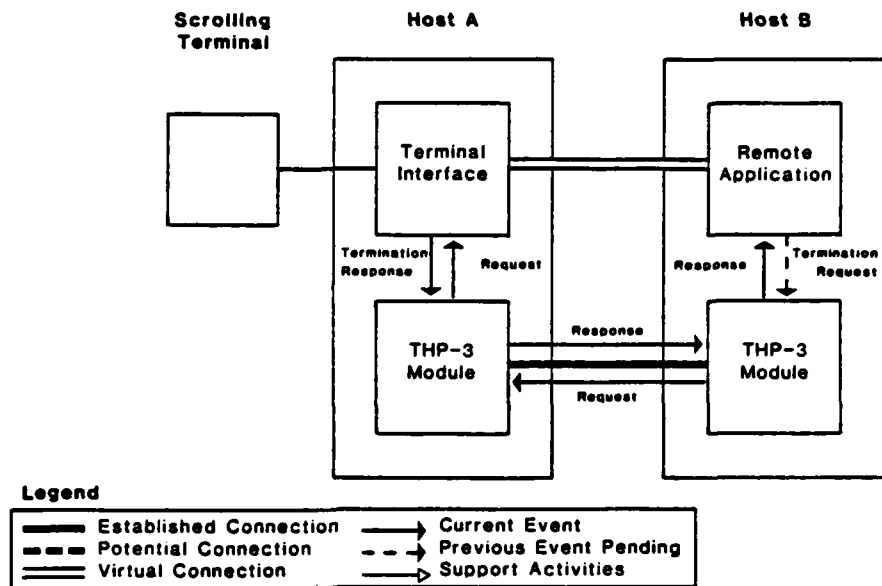 Scrolling
Terminal
Host A
Host B
Terminal
Interface
Remote
Application
Termination
Response
Request
Response
Termination
Request
THP-3
Module
Response
THP-3
Module
Request
Legend
Established Connection
Potential Connection
Virtual Connection
Current Event
Previous Event Pending
Support Activities